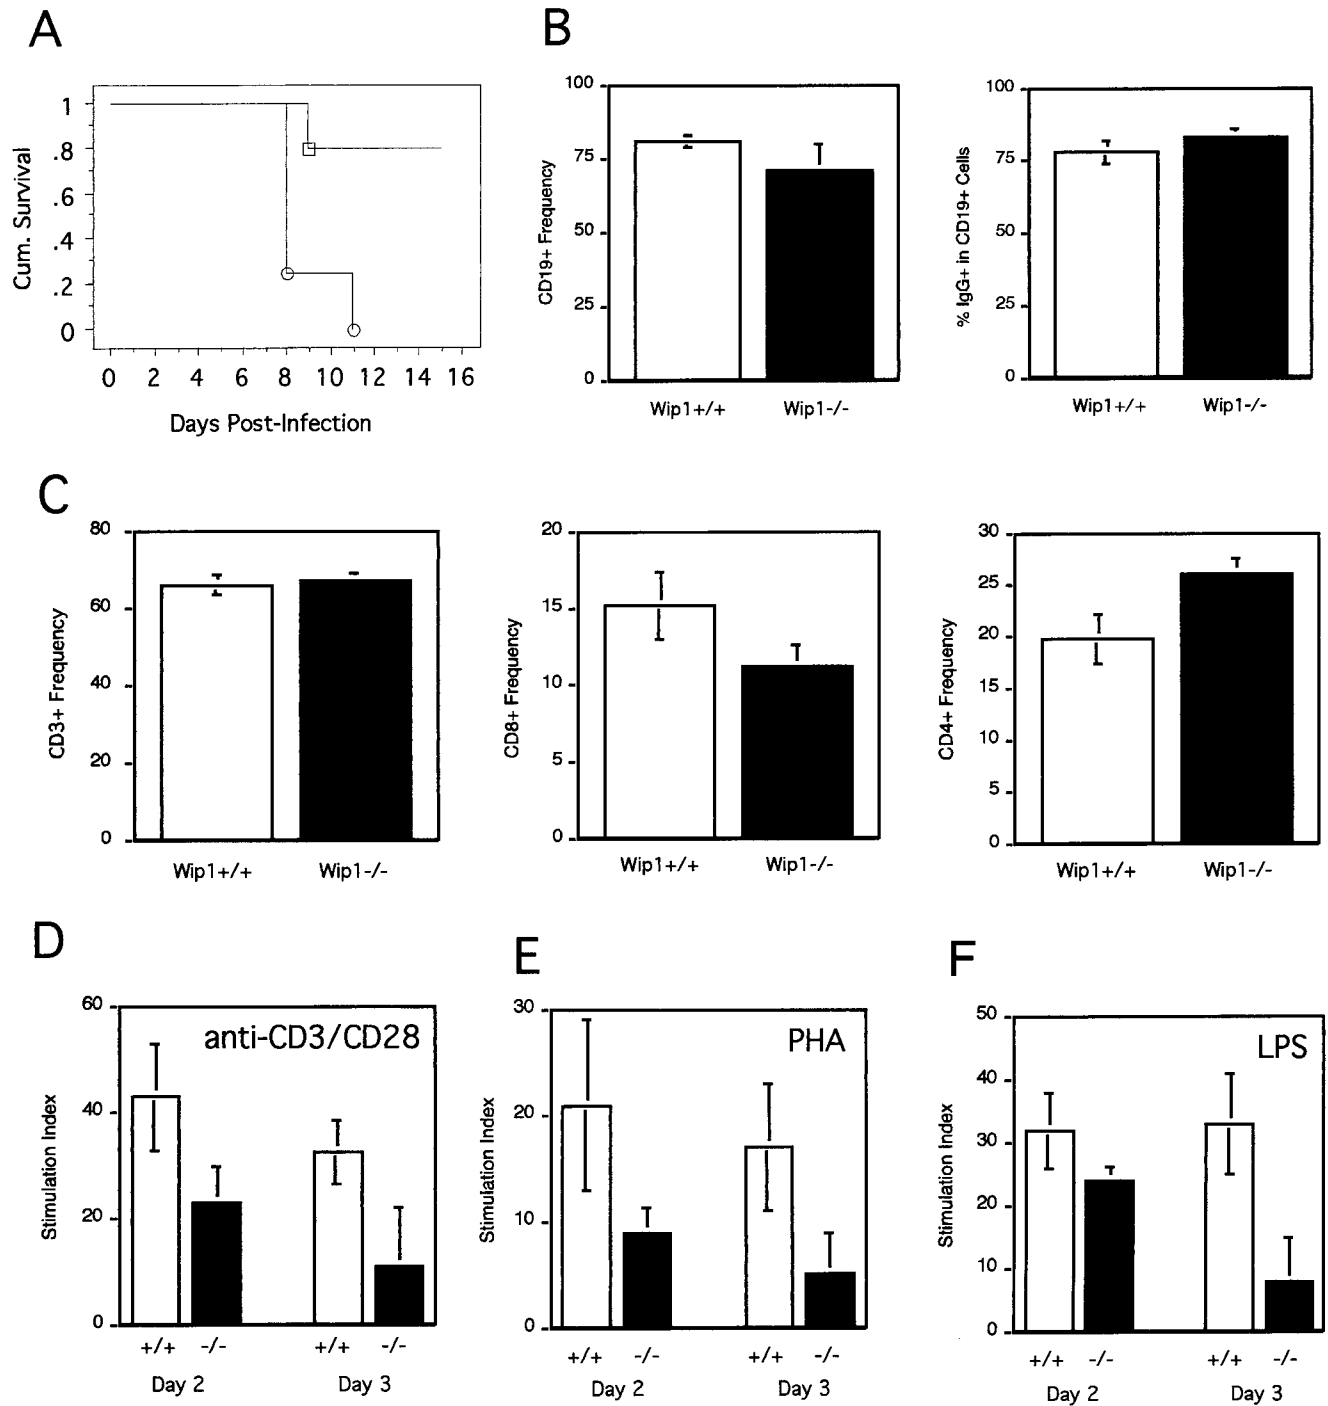 A
Cum. Survival
1
.8
.6
.4
.2
0
0 2 4 6 8 10 12 14 16
Days Post-Infection
B
CD19+ Frequency
100
75
50
25
0
Wip1+/+ Wip1-/-
% IgG+ in CD19+ Cells
100
75
50
25
0
Wip1+/+ Wip1-/-
C
CD3+ Frequency
80
60
40
20
0
Wip1+/+ Wip1-/-
CD8+ Frequency
20
15
10
5
0
Wip1+/+ Wip1-/-
CD4+ Frequency
30
25
20
15
10
5
0
Wip1+/+ Wip1-/-
D
anti-CD3/CD28
Stimulation Index
60
40
20
0
+/+ -/- +/+ -/-
Day 2 Day 3
E
PHA
Stimulation Index
30
20
10
0
+/+ -/- +/+ -/-
Day 2 Day 3
F
LPS
Stimulation Index
50
40
30
20
10
0
+/+ -/- +/+ -/-
Day 2 Day 3